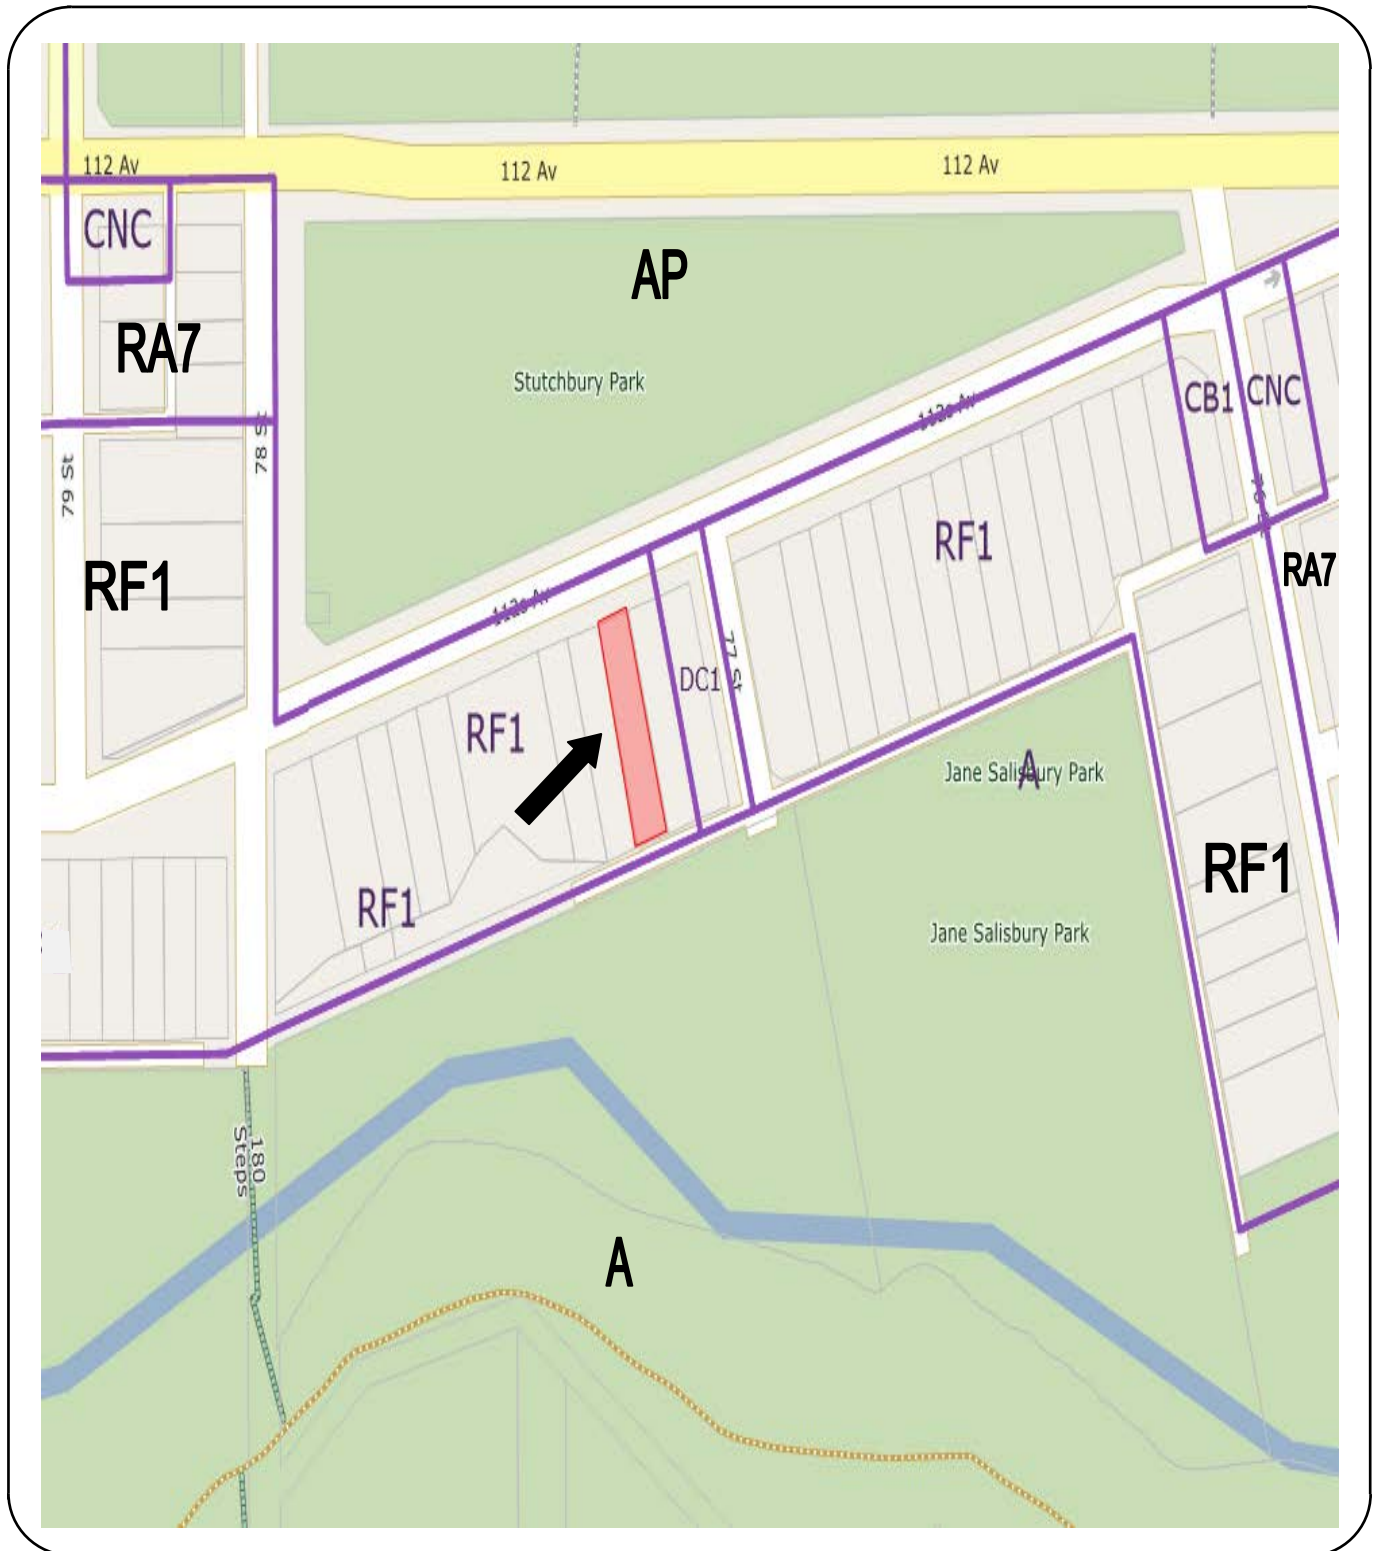 112 Av
112 Av
112 Av
CNC
AP
RA7
Stutchbury Park
CB1
CNC
78 St
79 St
RF1
RF1
RA7
77 St
DC1
RF1
Jane Salisbury Park
A
RF1
RF1
Jane Salisbury Park
180
Steps
A